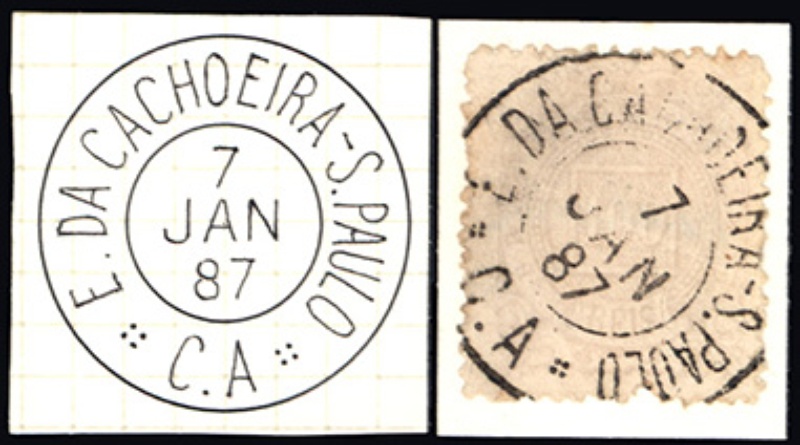 E. DA CACHOEIRA-S. PAULO
7
JAN
87
C.A
E. DA CACHOEIRA-S. PAULO
7
JAN
87
C.A